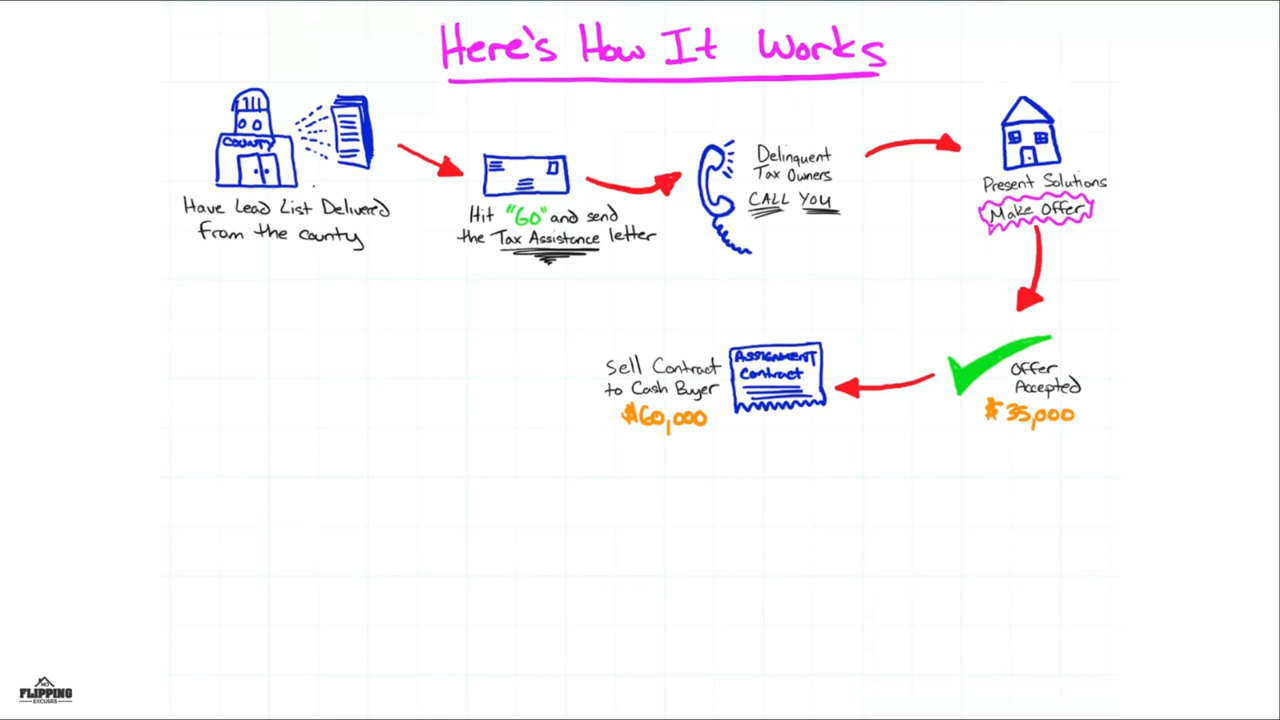 Here's How It Works
COUNTY
Have Lead List Delivered
from the county
Hit "GO" and send
the Tax Assistance letter
Delinquent
Tax Owners
CALL YOU
Present Solutions
Make Offer
Offer
Accepted
$35,000
ASSIGNMENT
Contract
Sell Contract
to Cash Buyer
$60,000
NO
FLIPPING
EXCUSES